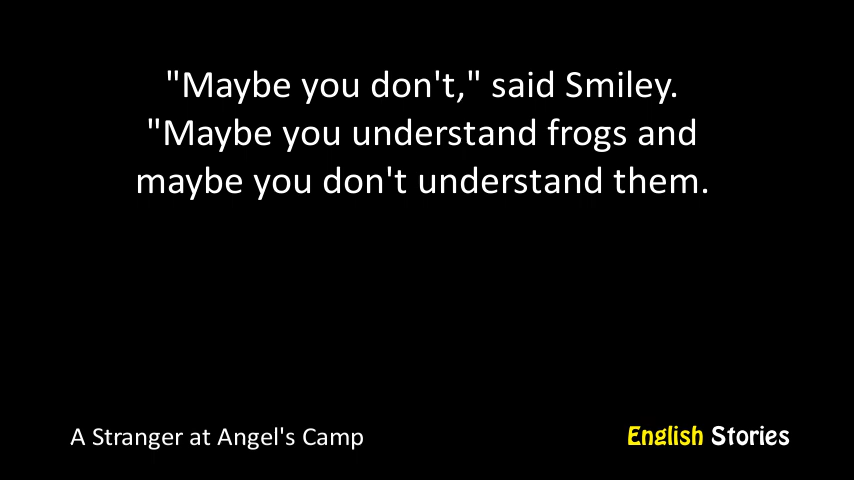 "Maybe you don't," said Smiley.
"Maybe you understand frogs and
maybe you don't understand them.
A Stranger at Angel's Camp
English Stories